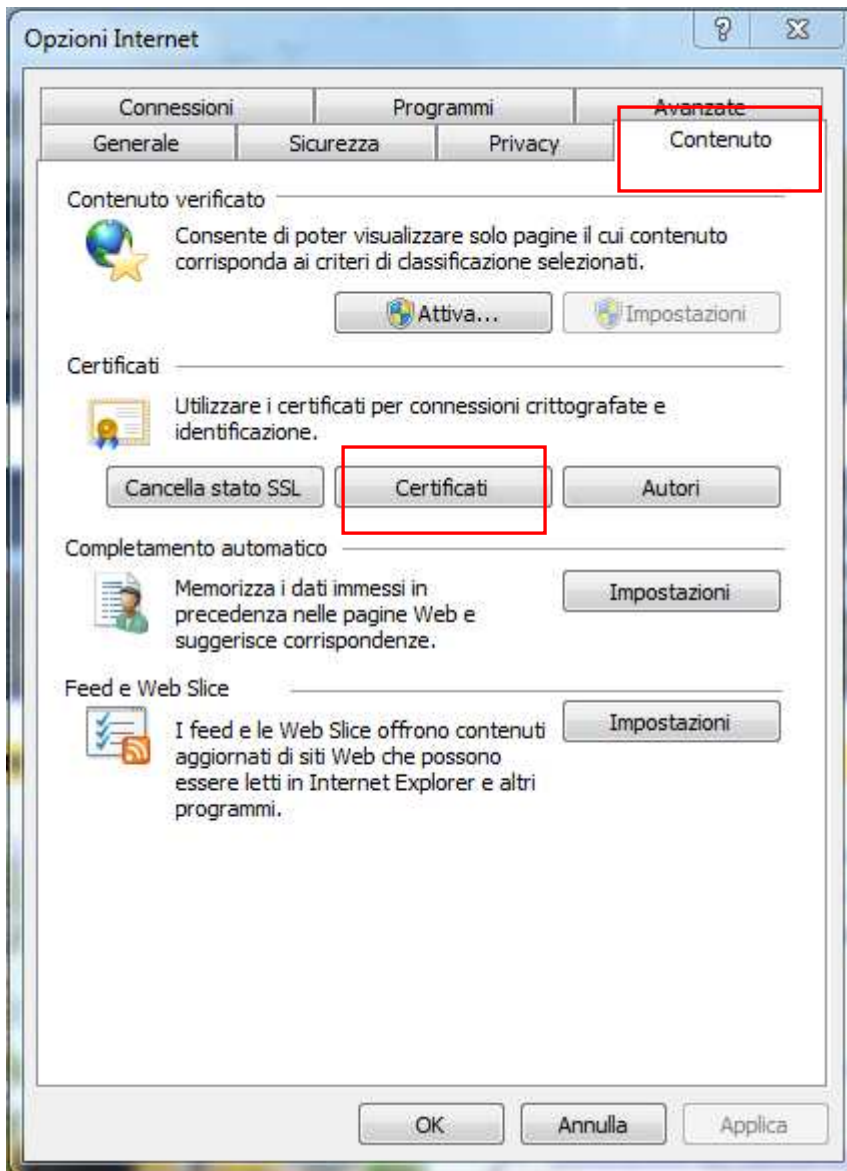 Opzioni Internet
Connessioni Programmi Avanzate
Generale Sicurezza Privacy Contenuto
Contenuto verificato
Consente di poter visualizzare solo pagine il cui contenuto
corrisponda ai criteri di classificazione selezionati.
Attiva... Impostazioni
Certificati
Utilizzare i certificati per connessioni crittografate e
identificazione.
Cancella stato SSL Certificati Autori
Completamento automatico
Memorizza i dati immessi in
precedenza nelle pagine Web e
suggerisce corrispondenze.
Impostazioni
Feed e Web Slice
I feed e le Web Slice offrono contenuti
aggiornati di siti Web che possono
essere letti in Internet Explorer e altri
programmi.
Impostazioni
OK Annulla Applica